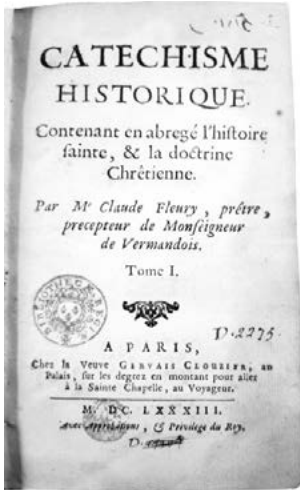 CATECHISME
HISTORIQUE.
Contenant en abregé l'histoire
sainte, & la doctrine
Chrêtienne.
Par Mr Claude Fleury, prêtre,
precepteur de Monseigneur
de Vermandois.
Tome I.
D. 2275.
A PARIS,
Chez la Veuve GERVAIS CLOUZIER, au
Palais, sur les degrez en montant pour aller
à la Sainte Chapelle, au Voyageur.
M. DC. LXXXIII.
Avec Approbations, & Privilege du Roy.